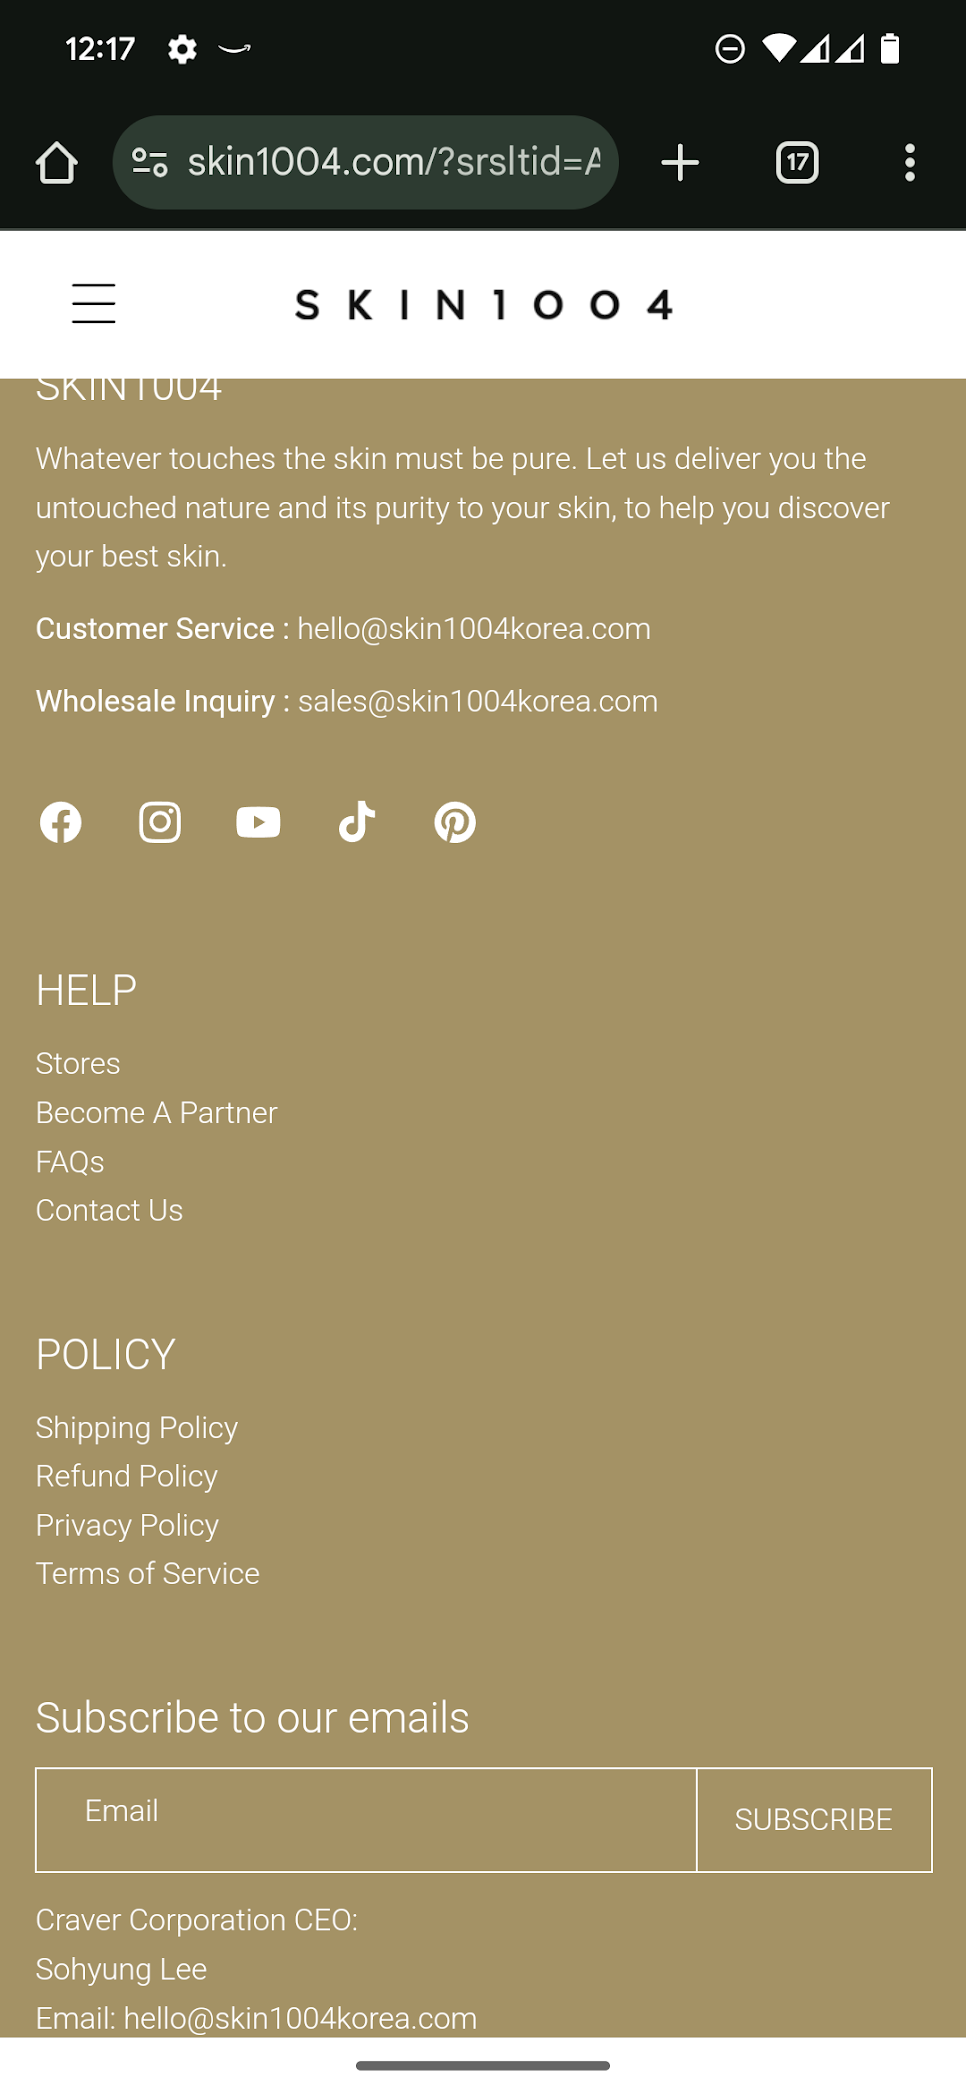 12:17
skin1004.com/?srsltid=A
17
SKIN1004
SKIN1004
Whatever touches the skin must be pure. Let us deliver you the
untouched nature and its purity to your skin, to help you discover
your best skin.
Customer Service : hello@skin1004korea.com
Wholesale Inquiry : sales@skin1004korea.com
HELP
Stores
Become A Partner
FAQs
Contact Us
POLICY
Shipping Policy
Refund Policy
Privacy Policy
Terms of Service
Subscribe to our emails
Email
SUBSCRIBE
Craver Corporation CEO:
Sohyung Lee
Email: hello@skin1004korea.com